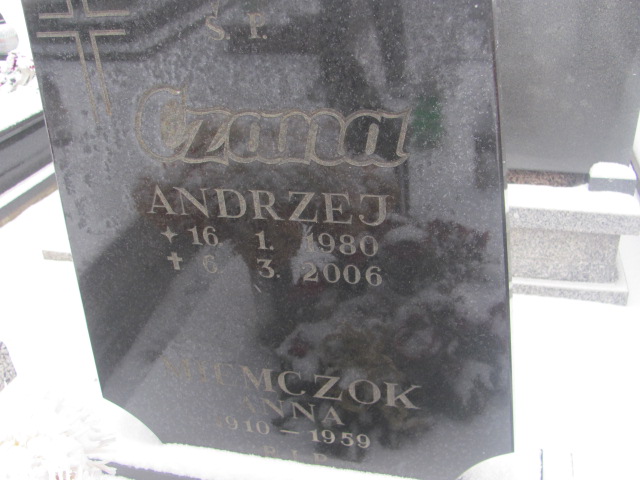 Ś. P.
Czana
ANDRZEJ
16. 1. 1980
✝ 6. 3. 2006
ANNA
1910 – 1959
R.I.P.